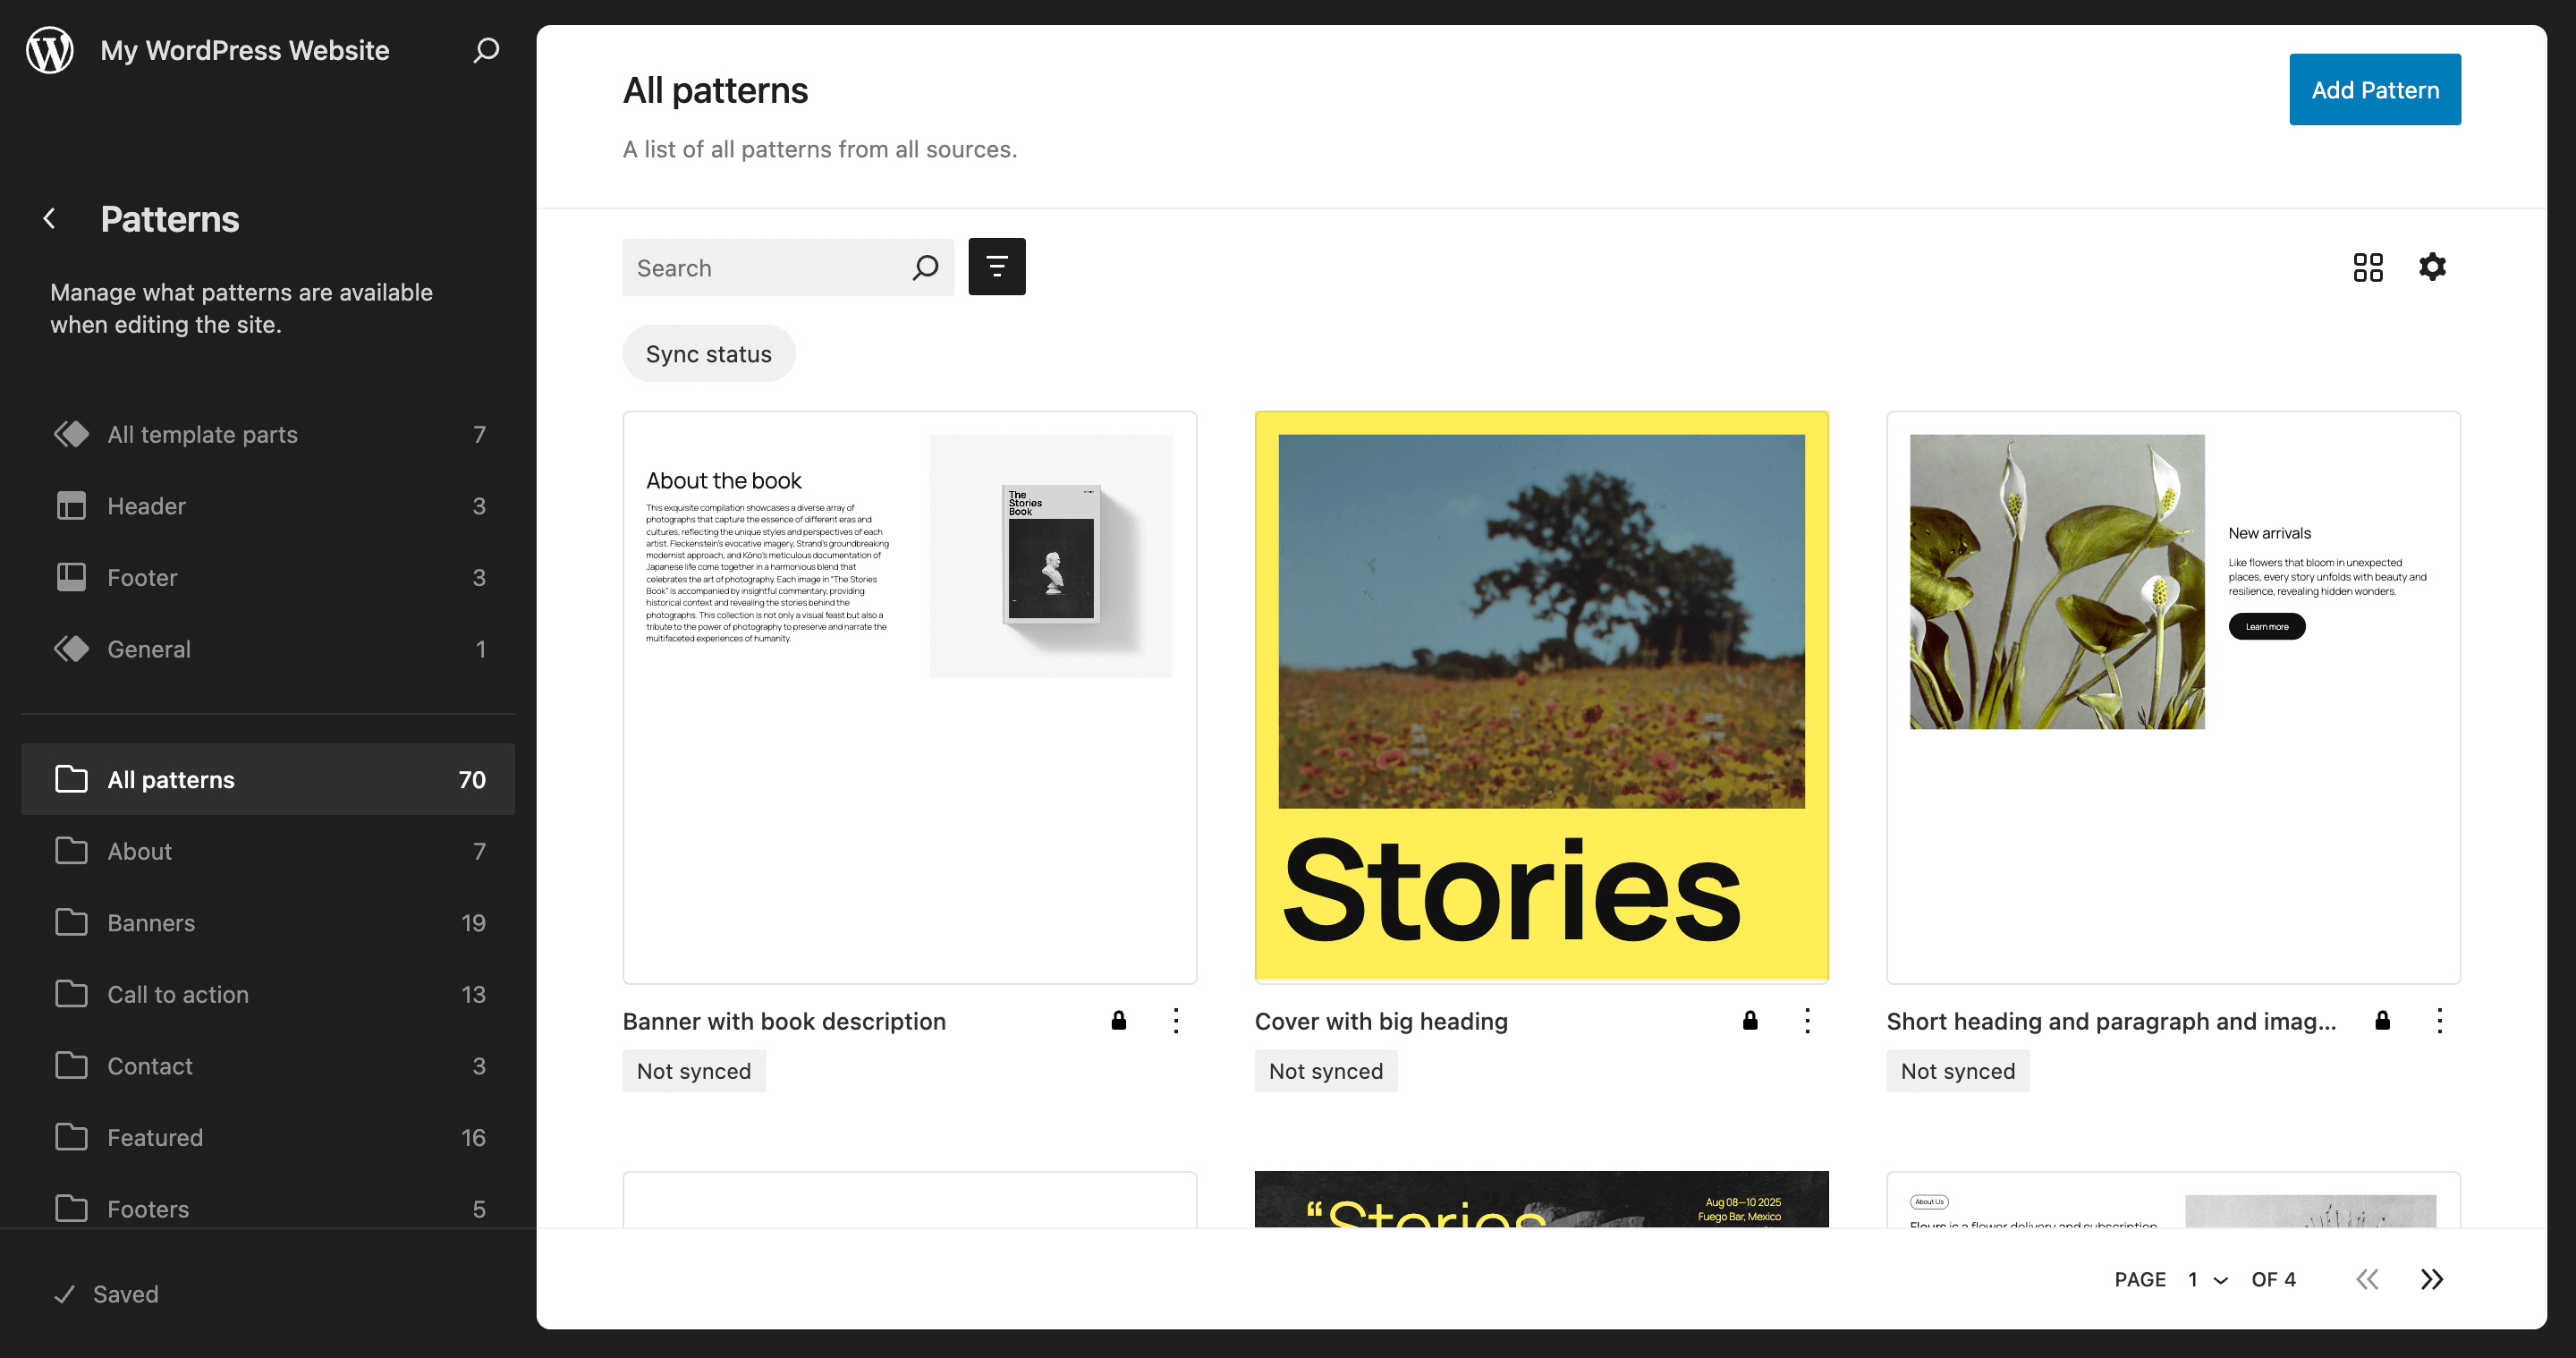 My WordPress Website
Patterns
Manage what patterns are available
when editing the site.
All template parts 7
Header 3
Footer 3
General 1
All patterns 70
About 7
Banners 19
Call to action 13
Contact 3
Featured 16
Footers 5
Saved
All patterns
Add Pattern
A list of all patterns from all sources.
Search
Sync status
About the book
This exquisite compilation showcases a diverse array of
photographs that capture the essence of different eras and
cultures, reflecting the unique styles and perspectives of each
artist. Fleckenstein's evocative imagery, Strand's groundbreaking
modernist approach, and Kōno's meticulous documentation of
Japanese life come together in a harmonious blend that
celebrates the art of photography. Each image in "The Stories
Book" is accompanied by insightful commentary, providing
historical context and revealing the stories behind the
photographs. This collection is not only a visual feast but also a
tribute to the power of photography to preserve and narrate the
multifaceted experiences of humanity.
The
Stories
Book
Stories
New arrivals
Like flowers that bloom in unexpected
places, every story unfolds with beauty and
resilience, revealing hidden wonders.
Learn more
Banner with book description
Not synced
Cover with big heading
Not synced
Short heading and paragraph and imag...
Not synced
“Stories
Aug 08—10 2025
Fuego Bar, Mexico
About Us
Fleurs is a flower delivery and subscription
PAGE 1 OF 4